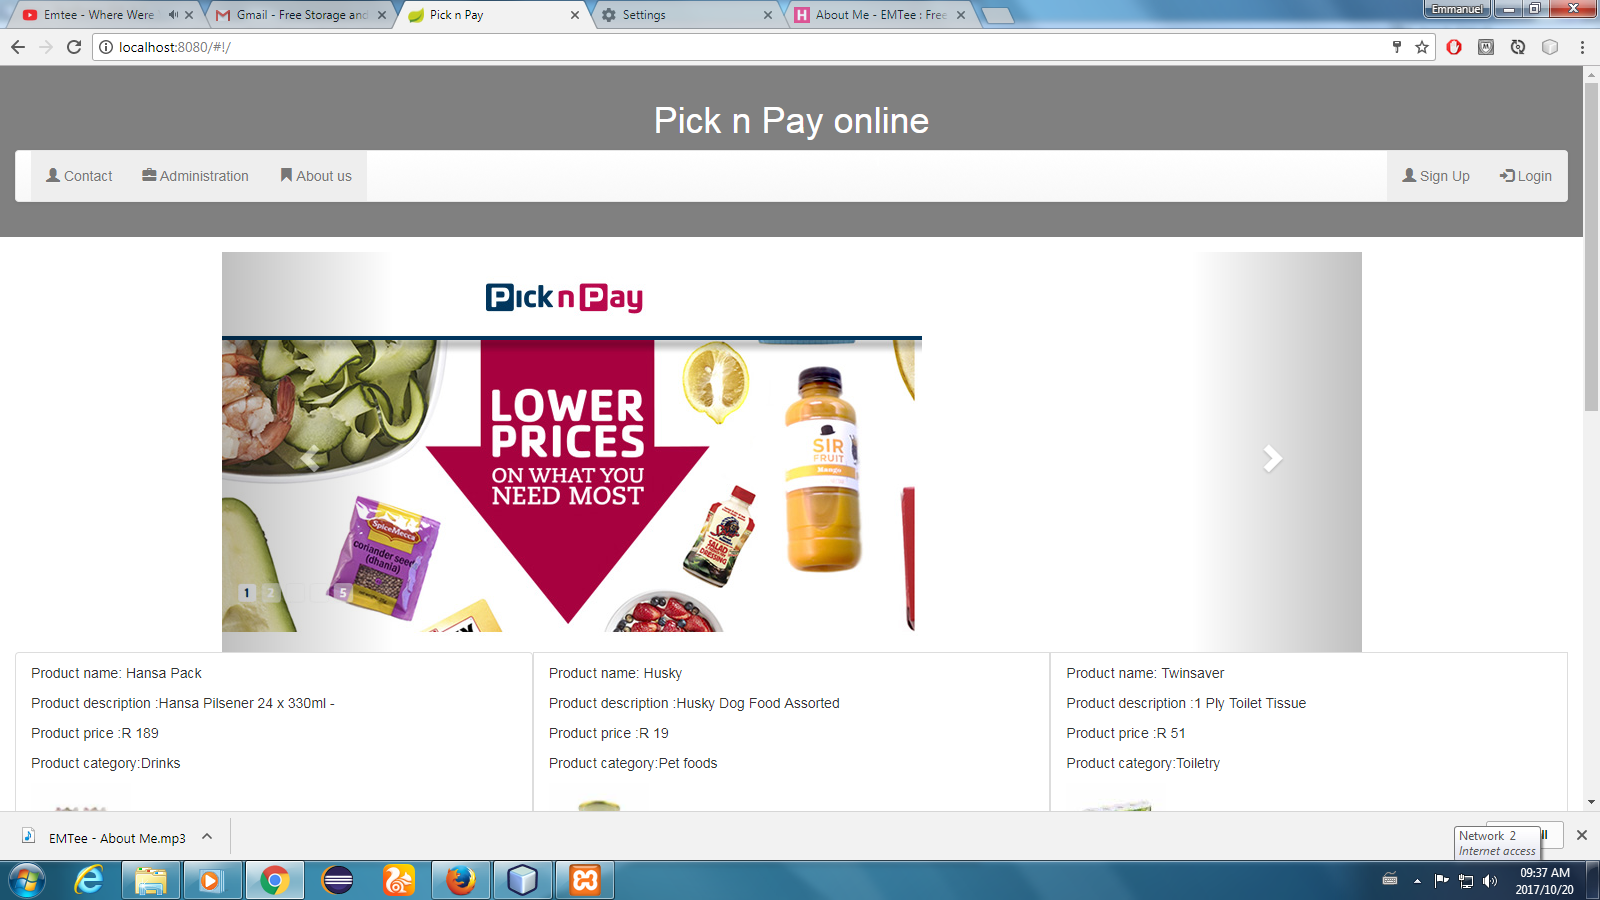 Emtee - Where Were
Gmail - Free Storage and
Pick n Pay
Settings
About Me - EMTee : Free
Emmanuel
localhost:8080/#!/
Pick n Pay online
Contact
Administration
About us
Sign Up
Login
Pick n Pay
LOWER
PRICES
ON WHAT YOU
NEED MOST
SIR
FRUIT
Mango
SpiceMecca
coriander seed
(dhania)
SALAD
DRESSING
1 2 5
Product name: Hansa Pack
Product description :Hansa Pilsener 24 x 330ml -
Product price :R 189
Product category:Drinks
Product name: Husky
Product description :Husky Dog Food Assorted
Product price :R 19
Product category:Pet foods
Product name: Twinsaver
Product description :1 Ply Toilet Tissue
Product price :R 51
Product category:Toiletry
EMTee - About Me.mp3
Network 2
Internet access
09:37 AM
2017/10/20